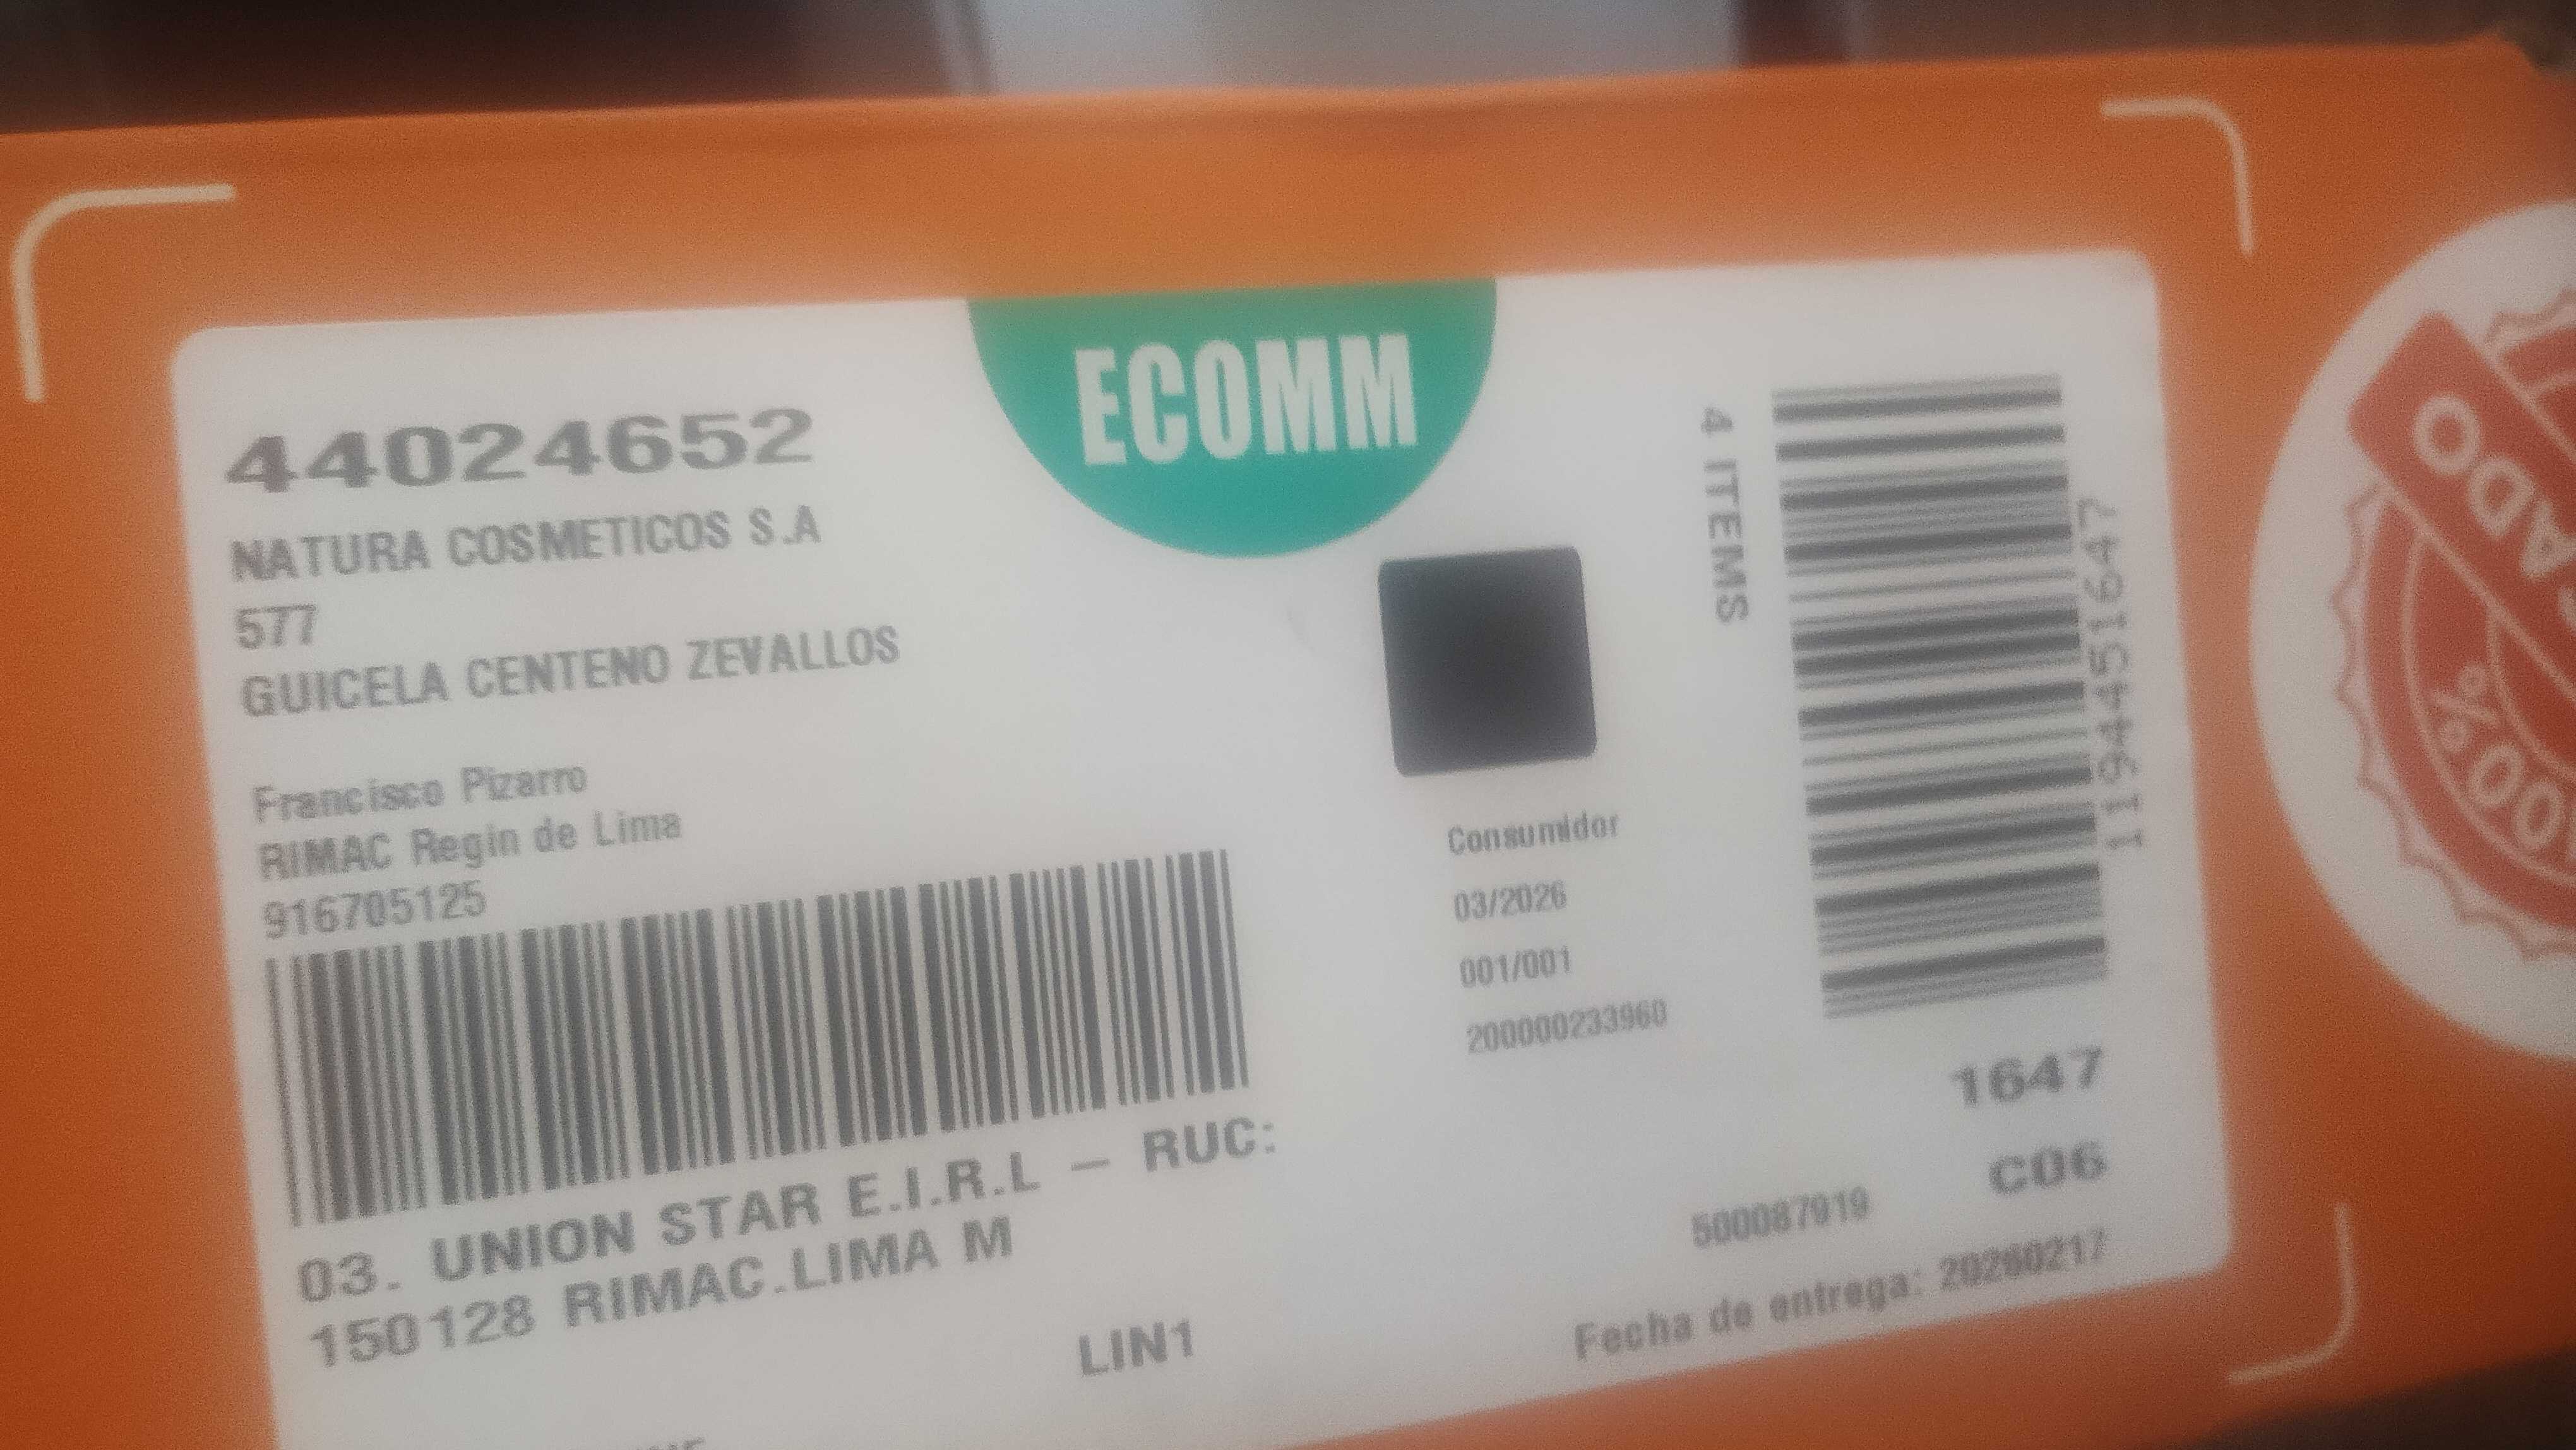 ECOMM
44024652
NATURA COSMETICOS S.A
577
GUICELA CENTENO ZEVALLOS
Francisco Pizarro
RIMAC Regin de Lima
916705125
03. UNION STAR E.I.R.L - RUC:
150128 RIMAC.LIMA M
LIN1
4 ITEMS
1194451647
Consumidor
03/2026
001/001
200000233960
1647
C06
500087919
Fecha de entrega: 20260217